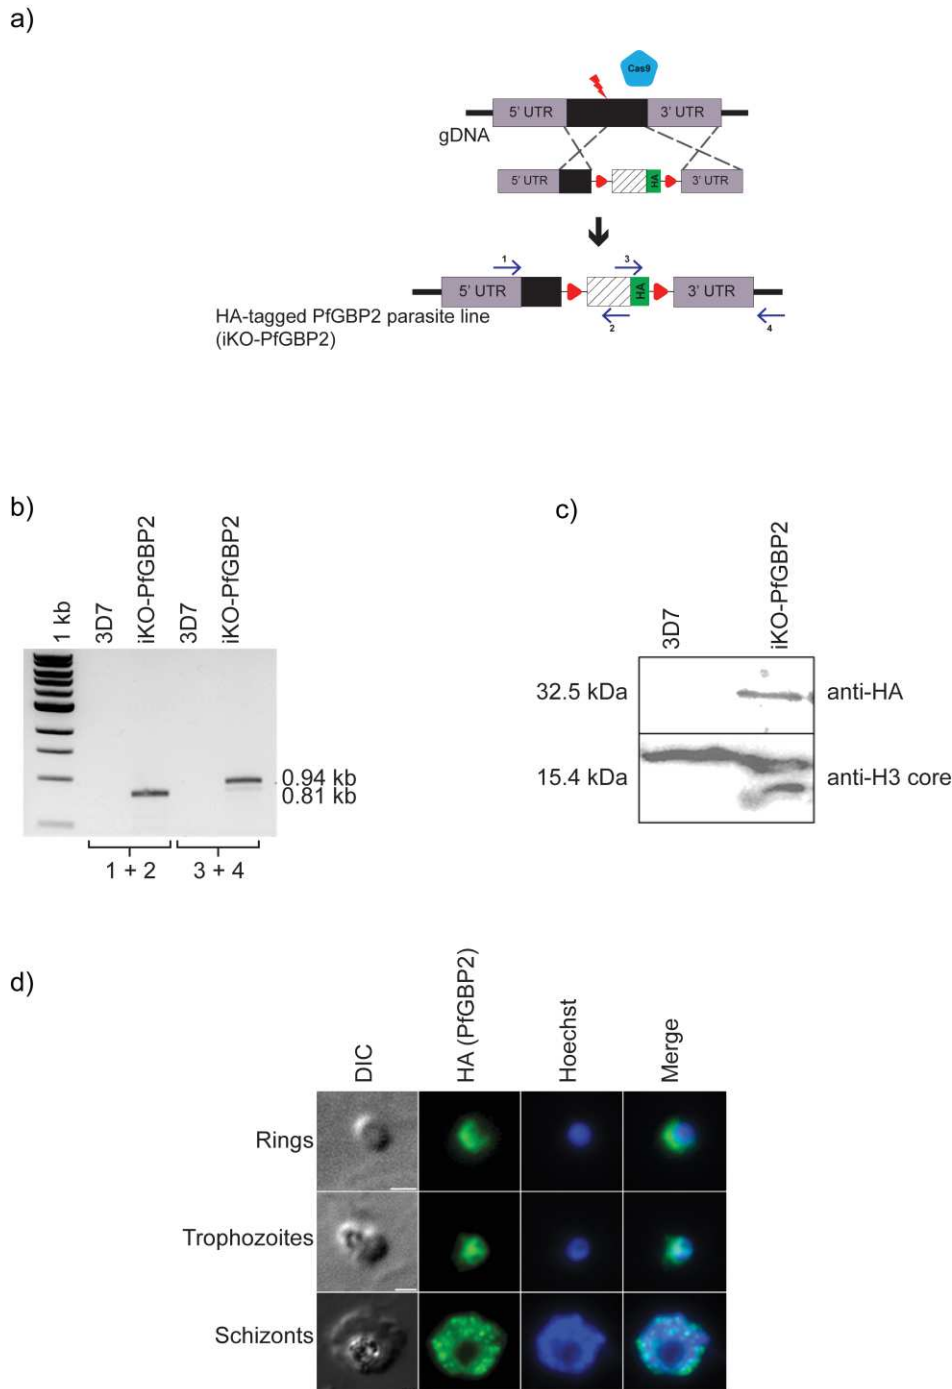 a)
Cas9
5' UTR
3' UTR
gDNA
5' UTR
HA
3' UTR
1
3
5' UTR
HA
3' UTR
HA-tagged PfGBP2 parasite line
(iKO-PfGBP2)
2
4
b)
c)
1 kb
3D7
iKO-PfGBP2
3D7
iKO-PfGBP2
0.94 kb
0.81 kb
1 + 2
3 + 4
3D7
iKO-PfGBP2
32.5 kDa
anti-HA
15.4 kDa
anti-H3 core
d)
DIC
HA (PfGBP2)
Hoechst
Merge
Rings
Trophozoites
Schizonts